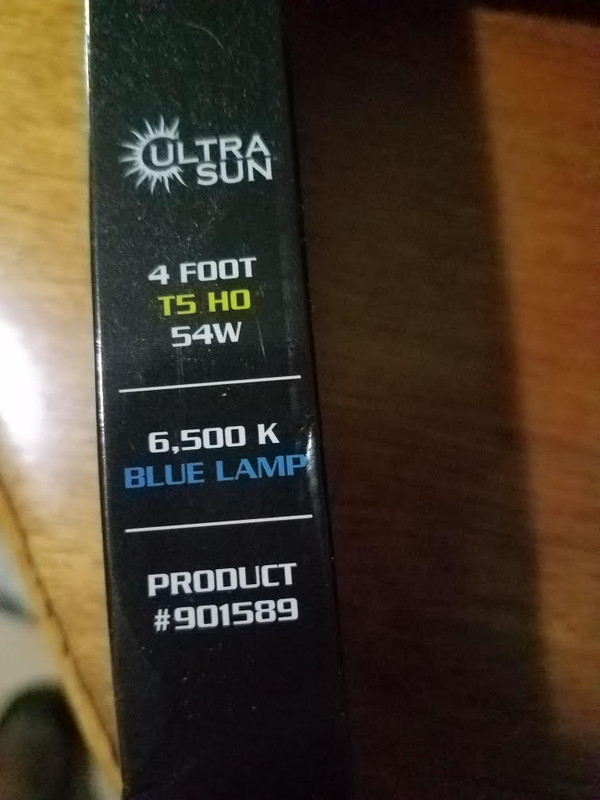 ULTRA
SUN
4 FOOT
T5 HO
54W
6,500 K
BLUE LAMP
PRODUCT
#901589